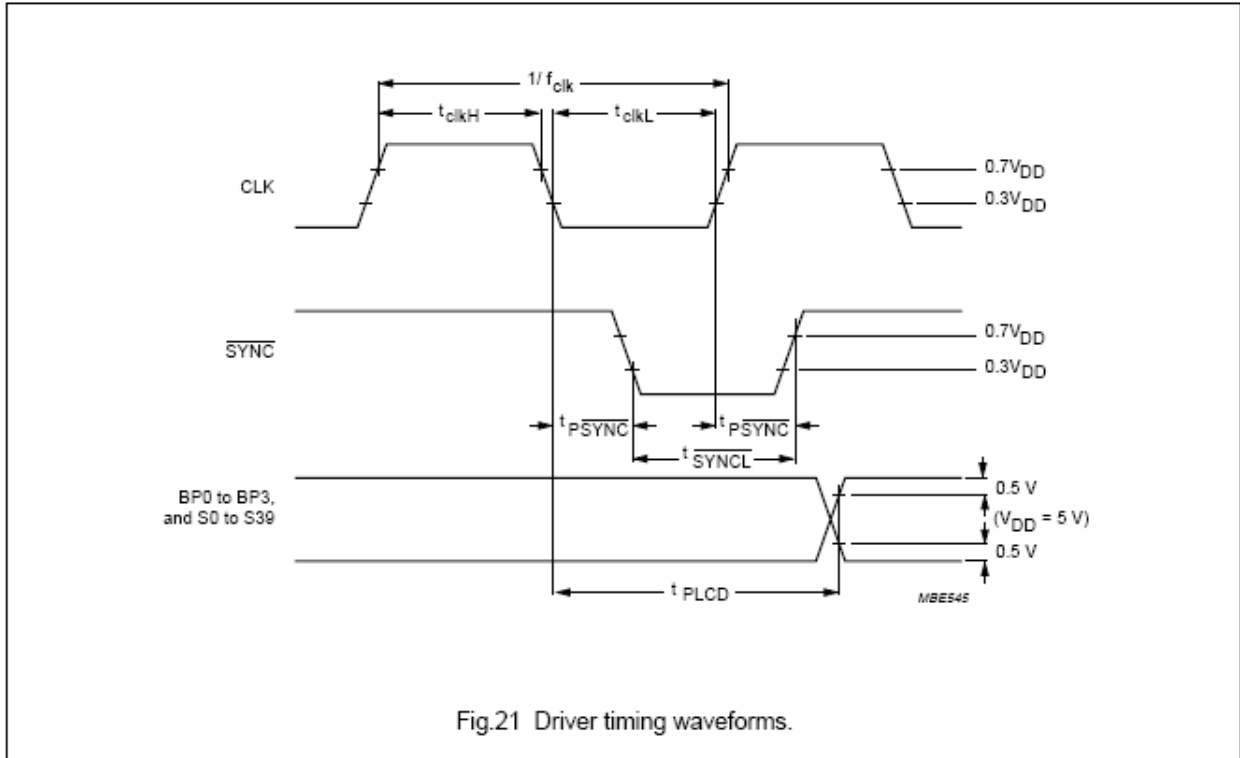 1/ fclk
tclkH
tclkL
CLK
0.7VDD
0.3VDD
SYNC
0.7VDD
0.3VDD
tPSYNC
tPSYNC
tSYNCL
BP0 to BP3,
and S0 to S39
0.5 V
(VDD = 5 V)
0.5 V
tPLCD
MBE545
Fig.21 Driver timing waveforms.